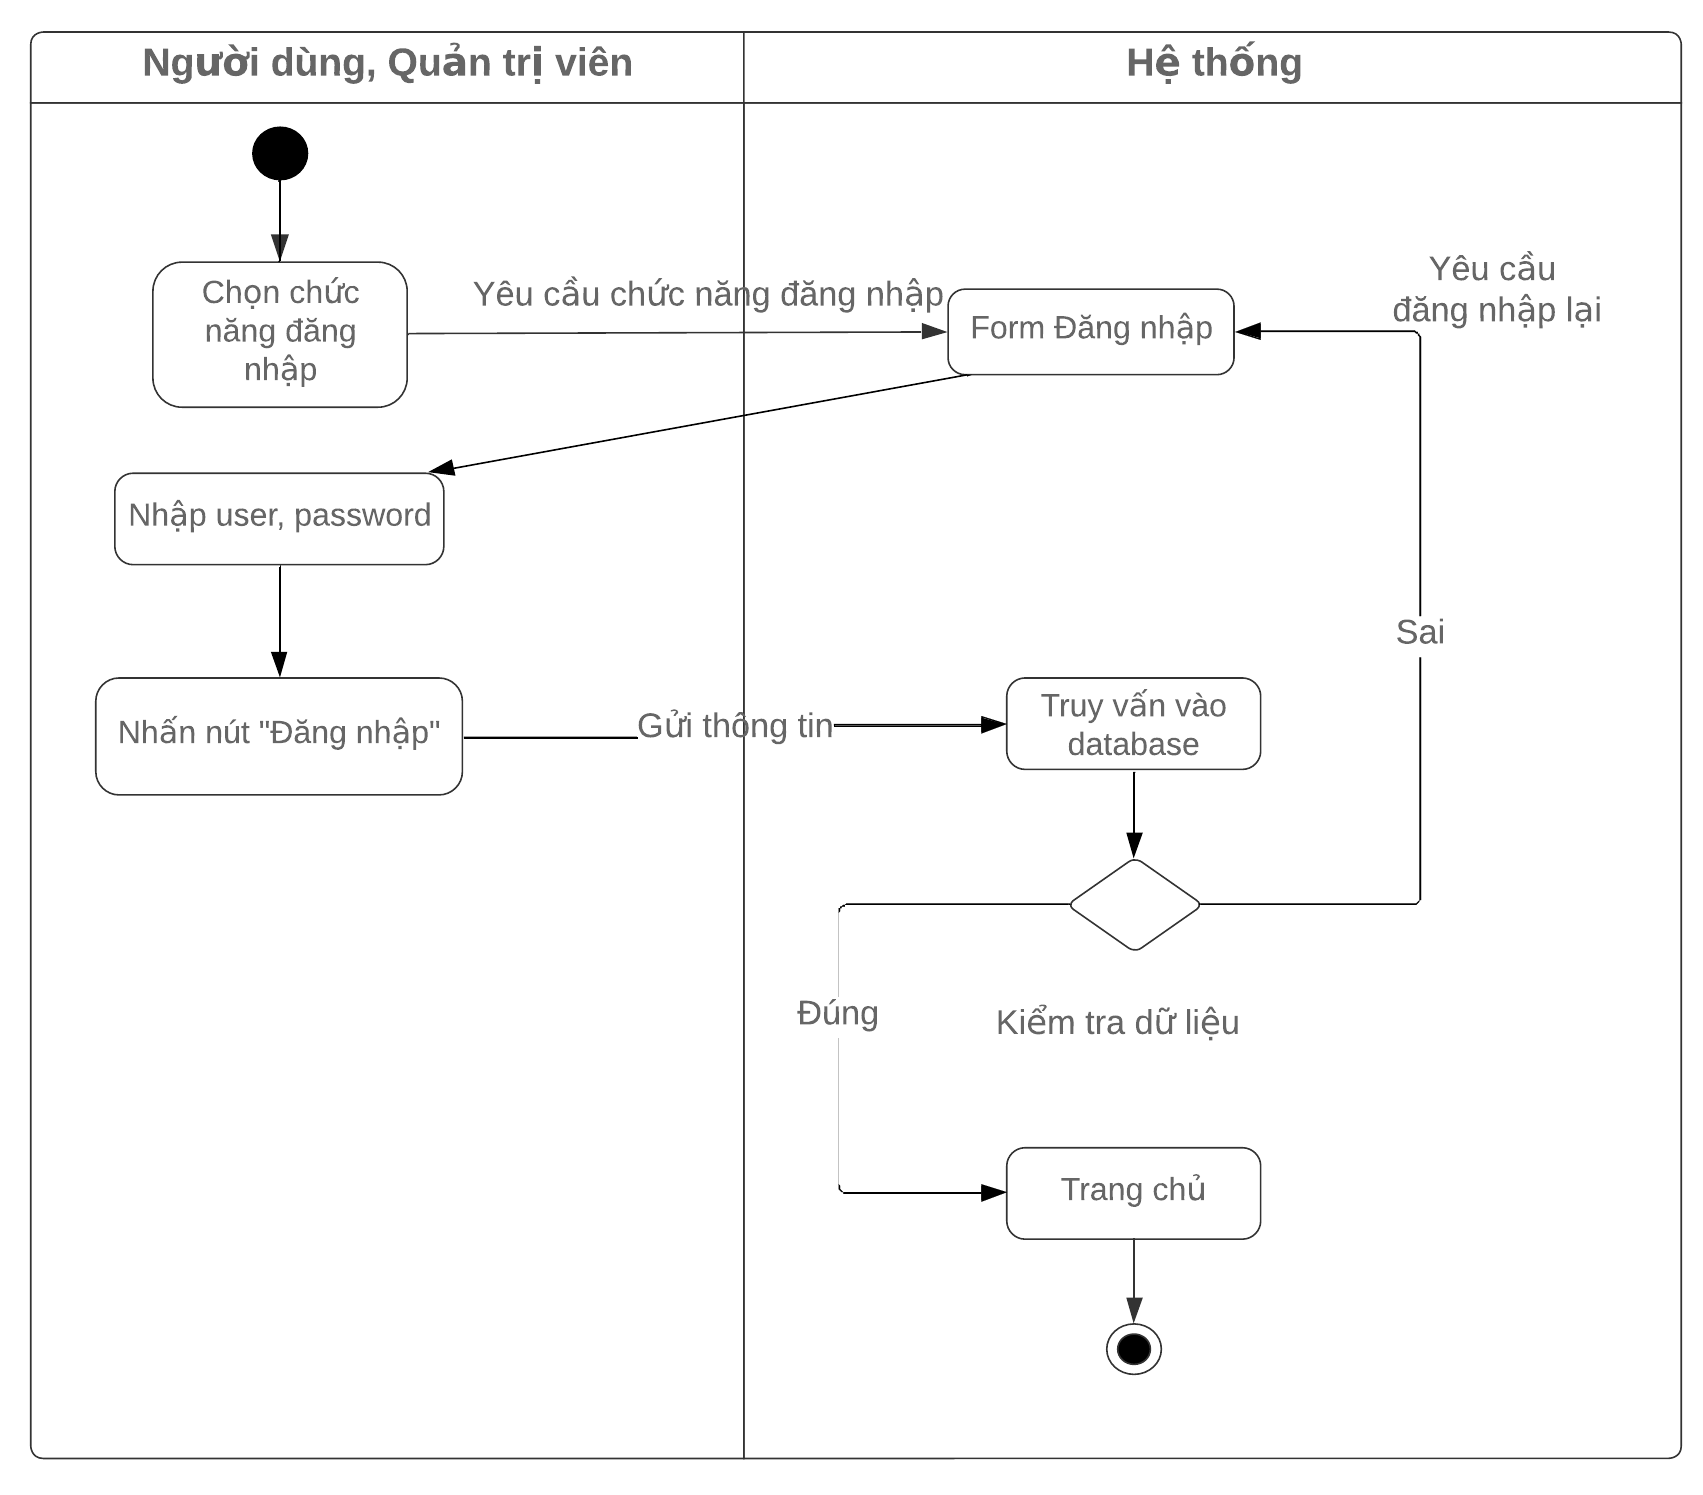 Người dùng, Quản trị viên
Hệ thống
Chọn chức
năng đăng
nhập
Yêu cầu chức năng đăng nhập
Form Đăng nhập
Yêu cầu
đăng nhập lại
Nhập user, password
Sai
Nhấn nút "Đăng nhập"
Gửi thông tin
Truy vấn vào
database
Đúng
Kiểm tra dữ liệu
Trang chủ